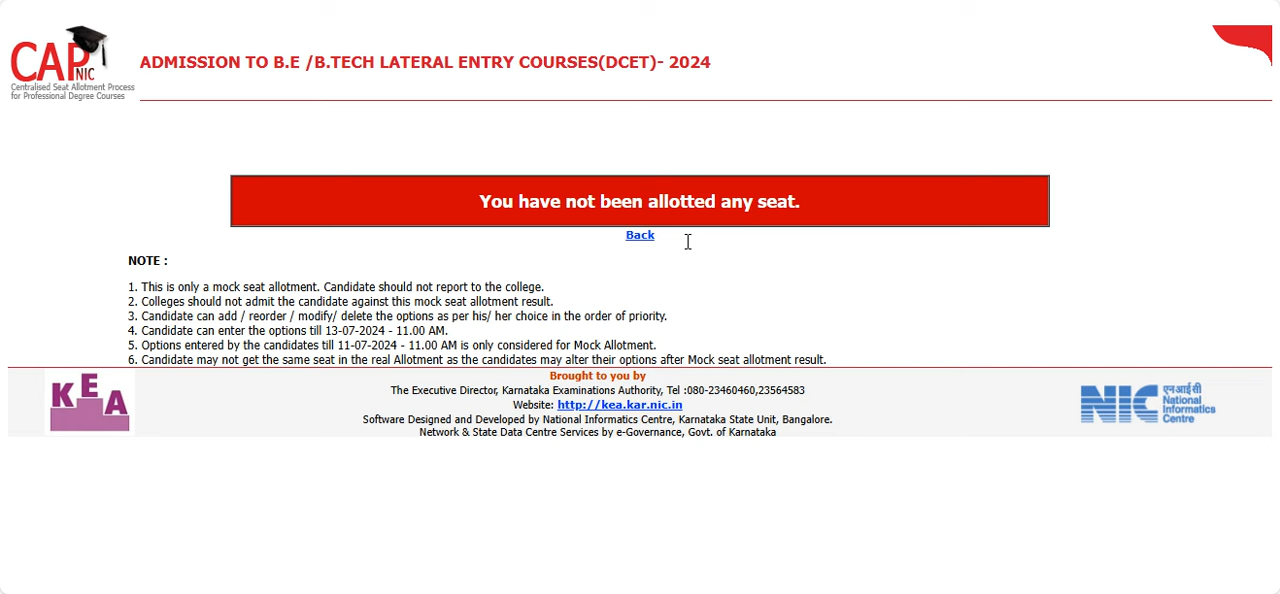 CAP
NIC
Centralised Seat Allotment Process
for Professional Degree Courses
ADMISSION TO B.E /B.TECH LATERAL ENTRY COURSES(DCET)- 2024
You have not been allotted any seat.
Back
NOTE :
1. This is only a mock seat allotment. Candidate should not report to the college.
2. Colleges should not admit the candidate against this mock seat allotment result.
3. Candidate can add / reorder / modify/ delete the options as per his/ her choice in the order of priority.
4. Candidate can enter the options till 13-07-2024 - 11.00 AM.
5. Options entered by the candidates till 11-07-2024 - 11.00 AM is only considered for Mock Allotment.
6. Candidate may not get the same seat in the real Allotment as the candidates may alter their options after Mock seat allotment result.
KEA
Brought to you by
The Executive Director, Karnataka Examinations Authority, Tel :080-23460460,23564583
Website: http://kea.kar.nic.in
Software Designed and Developed by National Informatics Centre, Karnataka State Unit, Bangalore.
Network & State Data Centre Services by e-Governance, Govt. of Karnataka
NIC
एन आई सी
National
Informatics
Centre